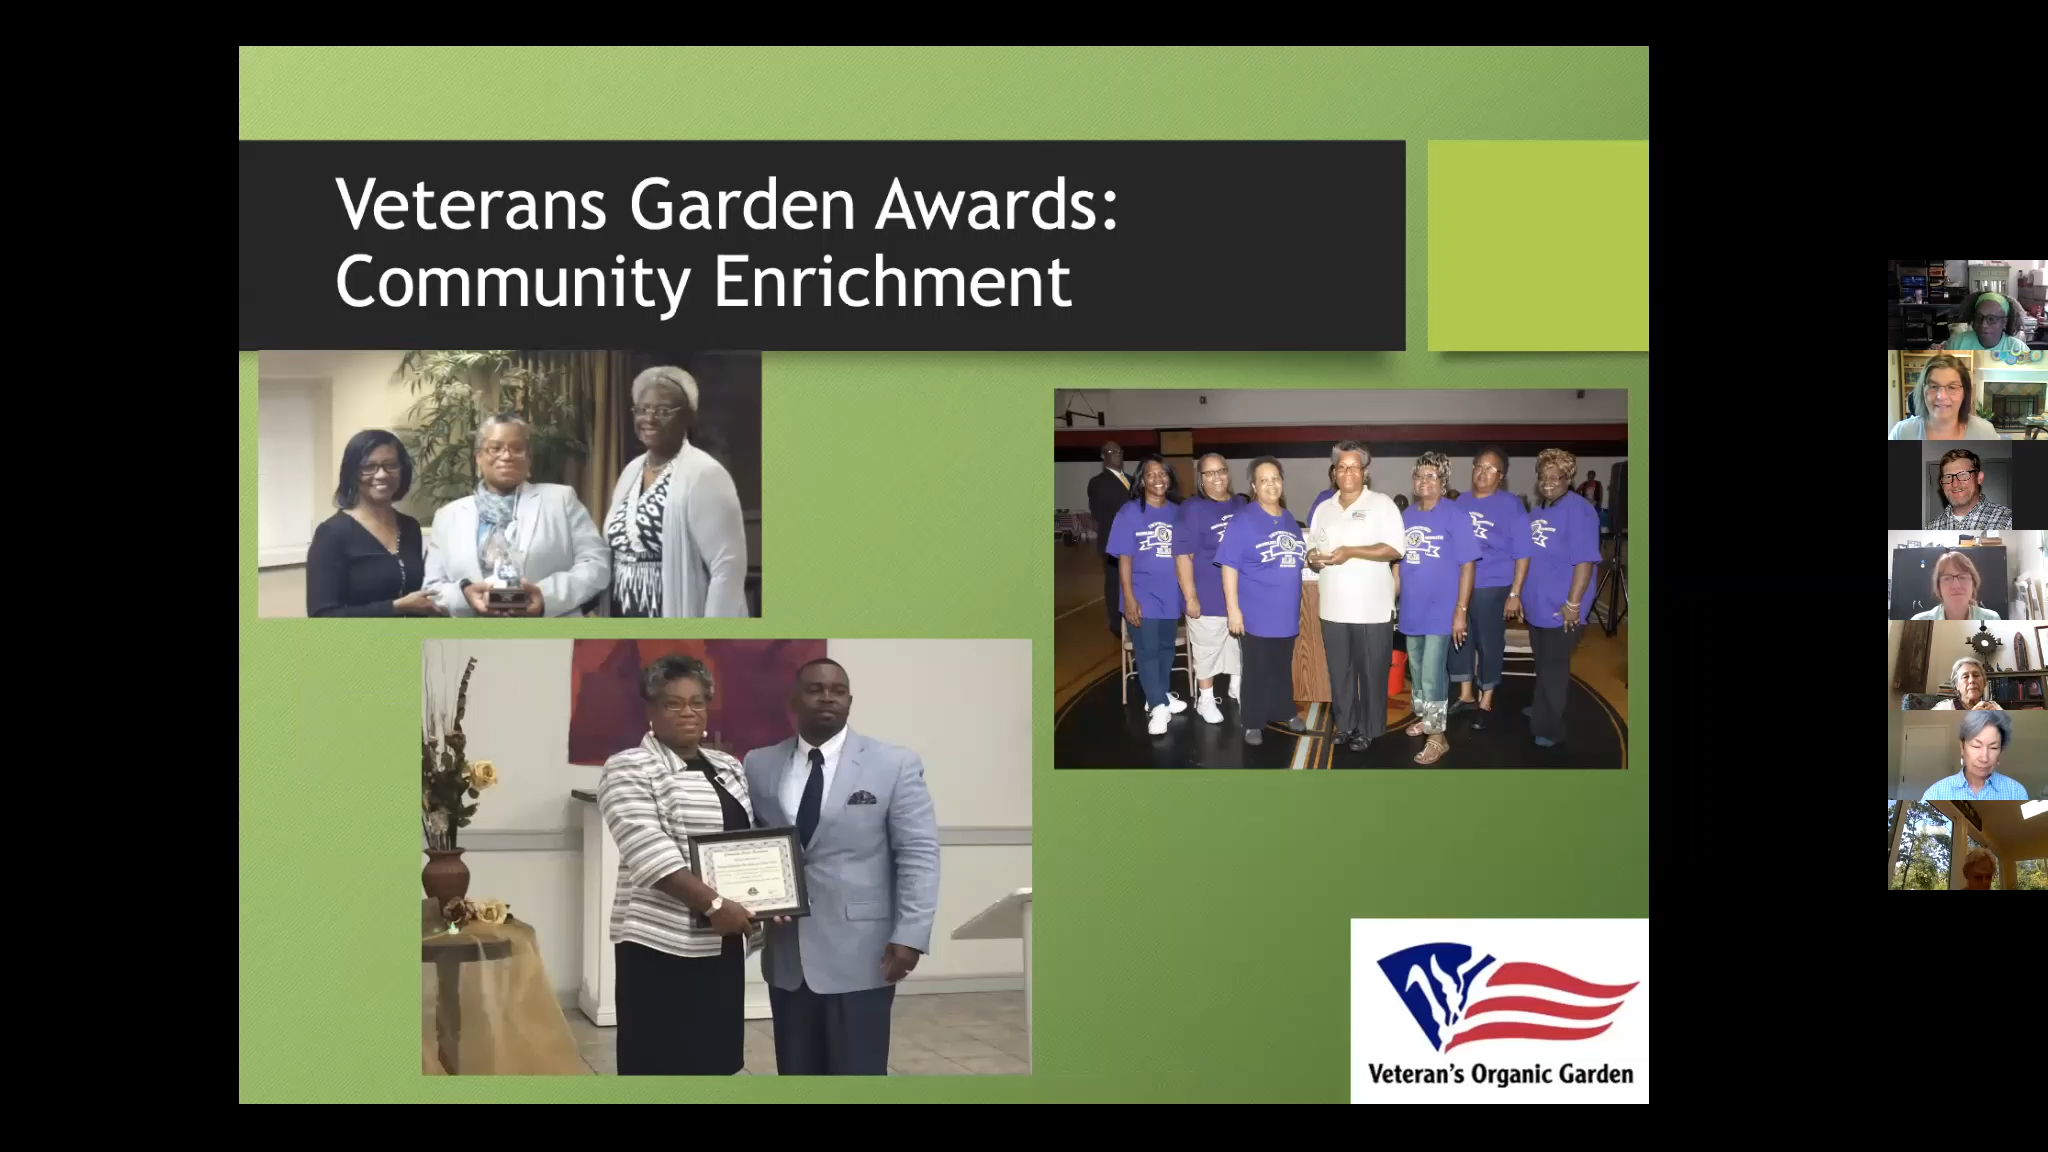 Veterans Garden Awards:
Community Enrichment
Veteran's Organic Garden